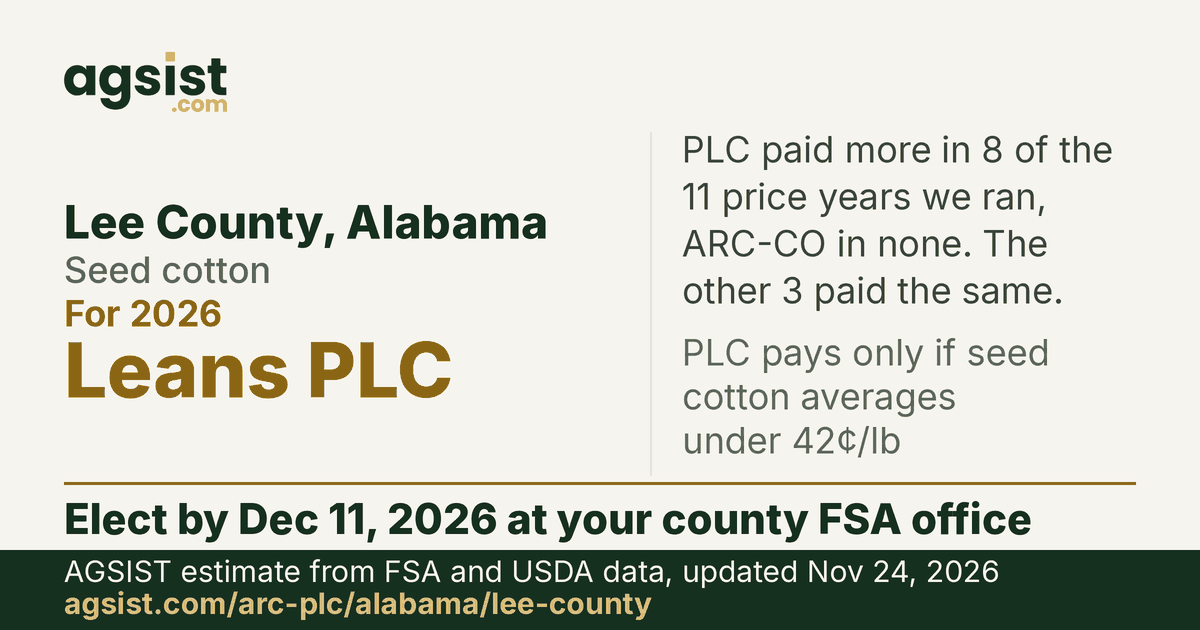 agsist
.com
Lee County, Alabama
Seed cotton
For 2026
Leans PLC
PLC paid more in 8 of the
11 price years we ran,
ARC-CO in none. The
other 3 paid the same.
PLC pays only if seed
cotton averages
under 42¢/lb
Elect by Dec 11, 2026 at your county FSA office
AGSIST estimate from FSA and USDA data, updated Nov 24, 2026
agsist.com/arc-plc/alabama/lee-county